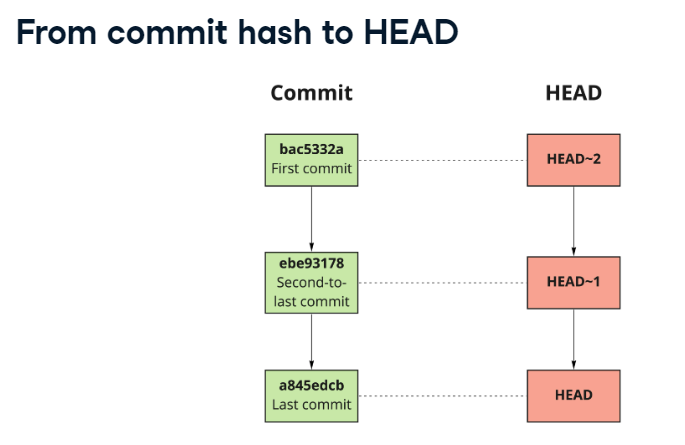 From commit hash to HEAD
Commit
HEAD
bac5332a
First commit
HEAD~2
ebe93178
Second-to-
last commit
HEAD~1
a845edcb
Last commit
HEAD